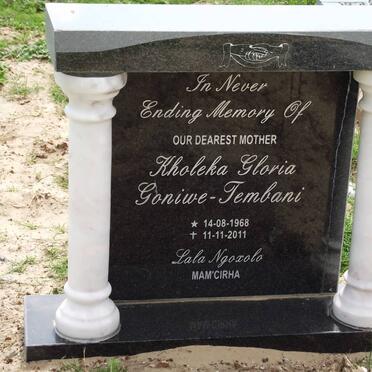 In Never
Ending Memory Of
OUR DEAREST MOTHER
Kholeka Gloria
Goniwe-Tembani
★ 14-08-1968
✝ 11-11-2011
Lala Ngoxolo
MAM'CIRHA